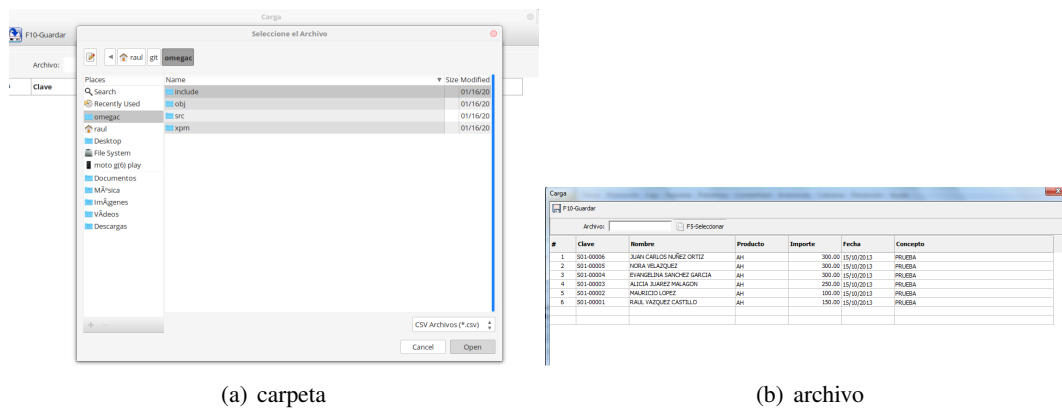 Carga
F10-Guardar
Seleccione el Archivo
raul git omegac
Archivo:
Clave
Places
Name Size Modified
Search
include 01/16/20
Recently Used
obj 01/16/20
omegac
src 01/16/20
raul
xpm 01/16/20
Desktop
File System
moto g(6) play
Documentos
MÃºsica
ImÃgenes
VÃdeos
Descargas
CSV Archivos (*.csv)
Cancel Open
(a) carpeta
Carga
F10-Guardar
Archivo: F5-Seleccionar
# Clave Nombre Producto Importe Fecha Concepto
1 S01-00006 JUAN CARLOS NUÑEZ ORTIZ AH 300.00 15/10/2013 PRUEBA
2 S01-00005 NORA VELAZQUEZ AH 300.00 15/10/2013 PRUEBA
3 S01-00004 EVANGELINA SANCHEZ GARCIA AH 300.00 15/10/2013 PRUEBA
4 S01-00003 ALICIA JUAREZ MALAGON AH 250.00 15/10/2013 PRUEBA
5 S01-00002 MAURICIO LOPEZ AH 100.00 15/10/2013 PRUEBA
6 S01-00001 RAUL VAZQUEZ CASTILLO AH 150.00 15/10/2013 PRUEBA
(b) archivo